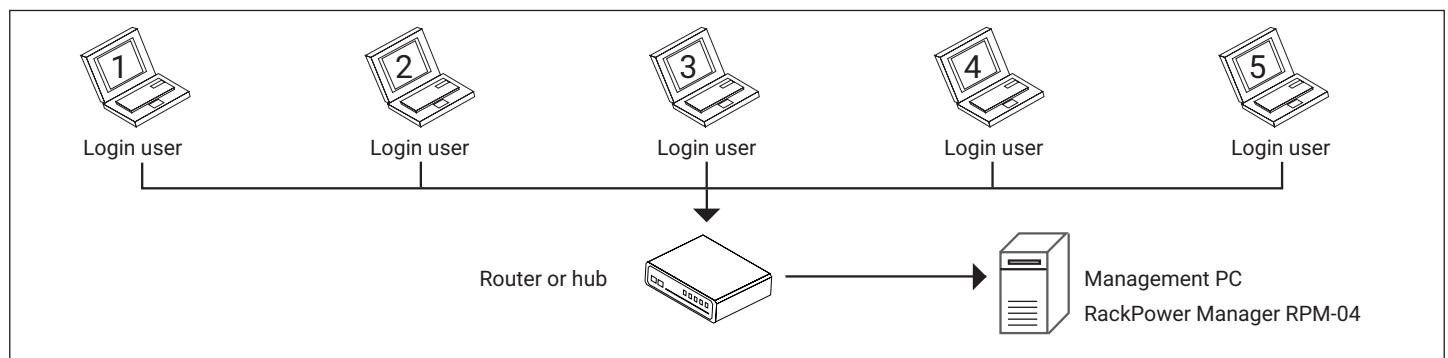 1
2
3
4
5
Login user
Login user
Login user
Login user
Login user
Router or hub
Management PC
RackPower Manager RPM-04